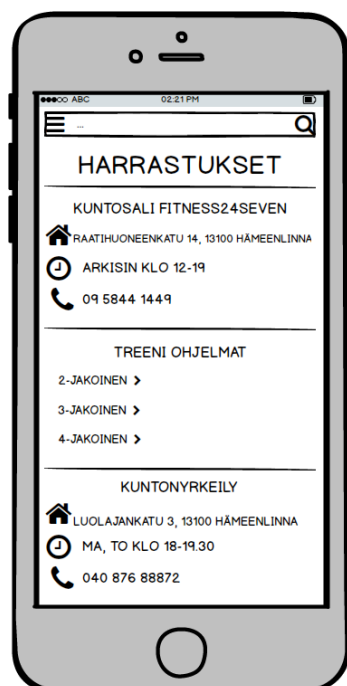 ABC 02:21 PM
...
HARRASTUKSET
KUNTOSALI FITNESS24SEVEN
RAATIHUONEENKATU 14, 13100 HÄMEENLINNA
ARKISIN KLO 12-19
09 5844 1449
TREENI OHJELMAT
2-JAKOINEN >
3-JAKOINEN >
4-JAKOINEN >
KUNTONYRKEILY
LUOLAJANKATU 3, 13100 HÄMEENLINNA
MA, TO KLO 18-19.30
040 876 88872